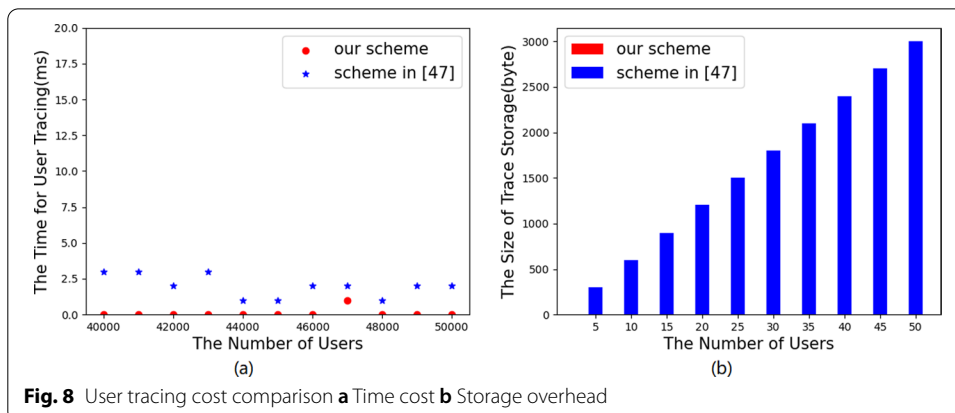 The Time for User Tracing(ms)
20.0
17.5
15.0
12.5
10.0
7.5
5.0
2.5
0.0
our scheme
scheme in [47]
40000 42000 44000 46000 48000 50000
The Number of Users
(a)
The Size of Trace Storage(byte)
3000
2500
2000
1500
1000
500
0
our scheme
scheme in [47]
5 10 15 20 25 30 35 40 45 50
The Number of Users
(b)
Fig. 8 User tracing cost comparison a Time cost b Storage overhead